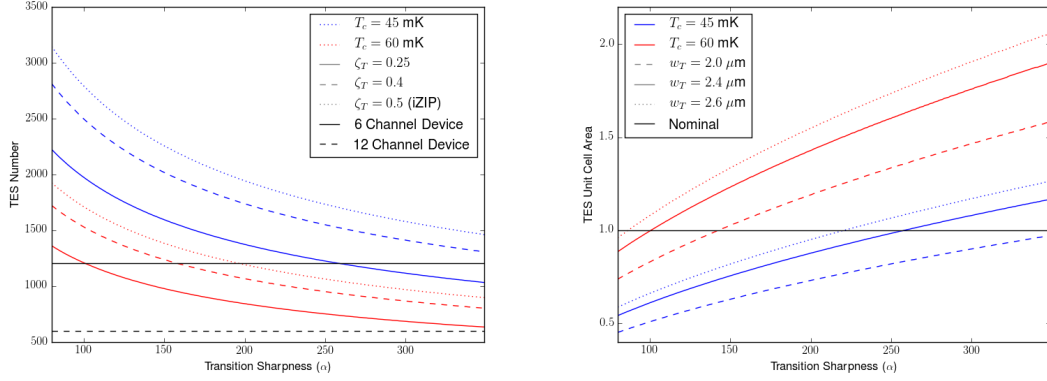 3500
3000
2500
2000
1500
1000
500
TES Number
100
150
200
250
300
Transition Sharpness (α)
T_c = 45 mK
T_c = 60 mK
ζ_T = 0.25
ζ_T = 0.4
ζ_T = 0.5 (iZIP)
6 Channel Device
12 Channel Device
2.0
1.5
1.0
0.5
TES Unit Cell Area
100
150
200
250
300
Transition Sharpness (α)
T_c = 45 mK
T_c = 60 mK
w_T = 2.0 μm
w_T = 2.4 μm
w_T = 2.6 μm
Nominal